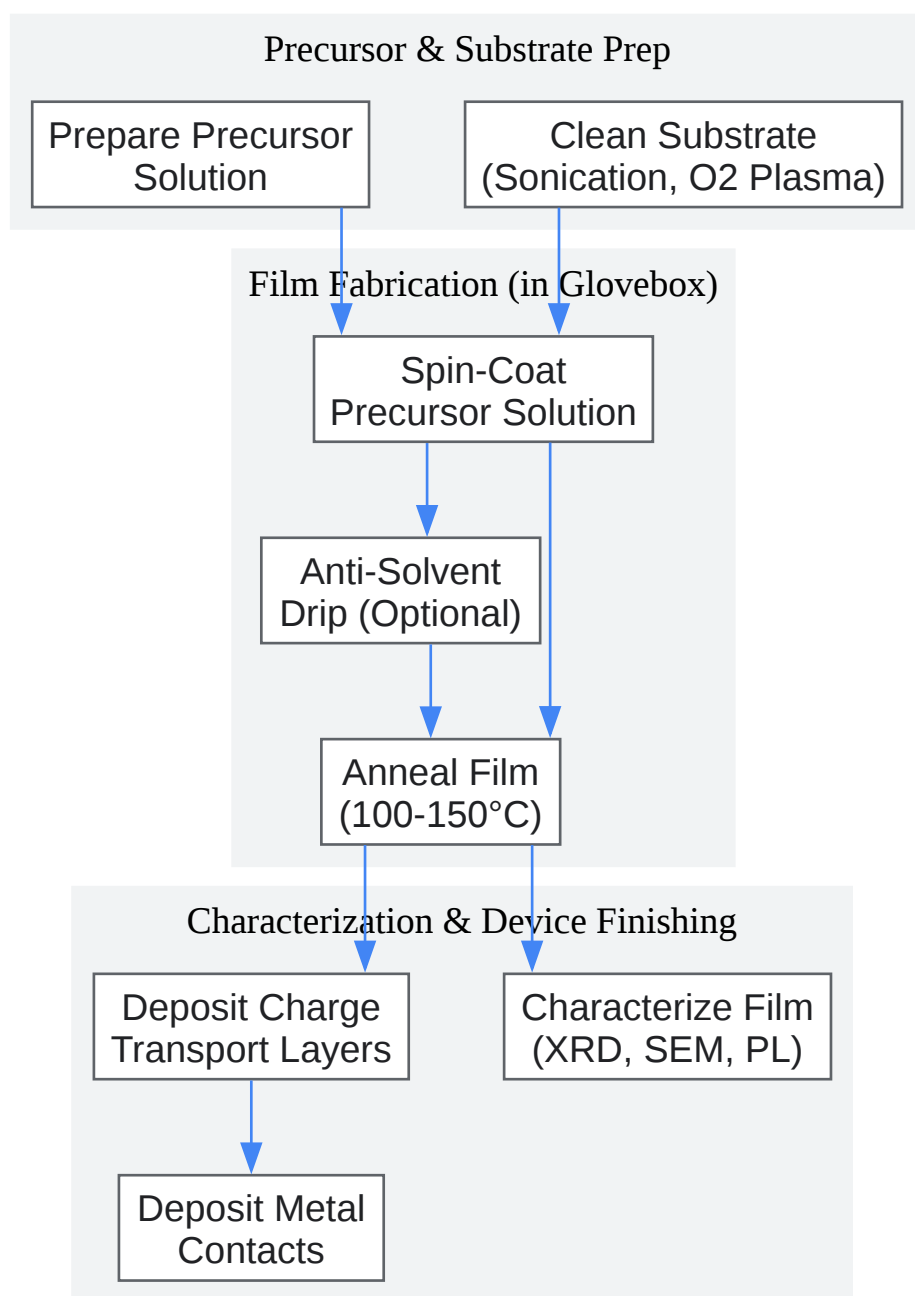 Precursor & Substrate Prep
Prepare Precursor
Solution
Clean Substrate
(Sonication, O2 Plasma)
Film Fabrication (in Glovebox)
Spin-Coat
Precursor Solution
Anti-Solvent
Drip (Optional)
Anneal Film
(100-150°C)
Characterization & Device Finishing
Deposit Charge
Transport Layers
Characterize Film
(XRD, SEM, PL)
Deposit Metal
Contacts